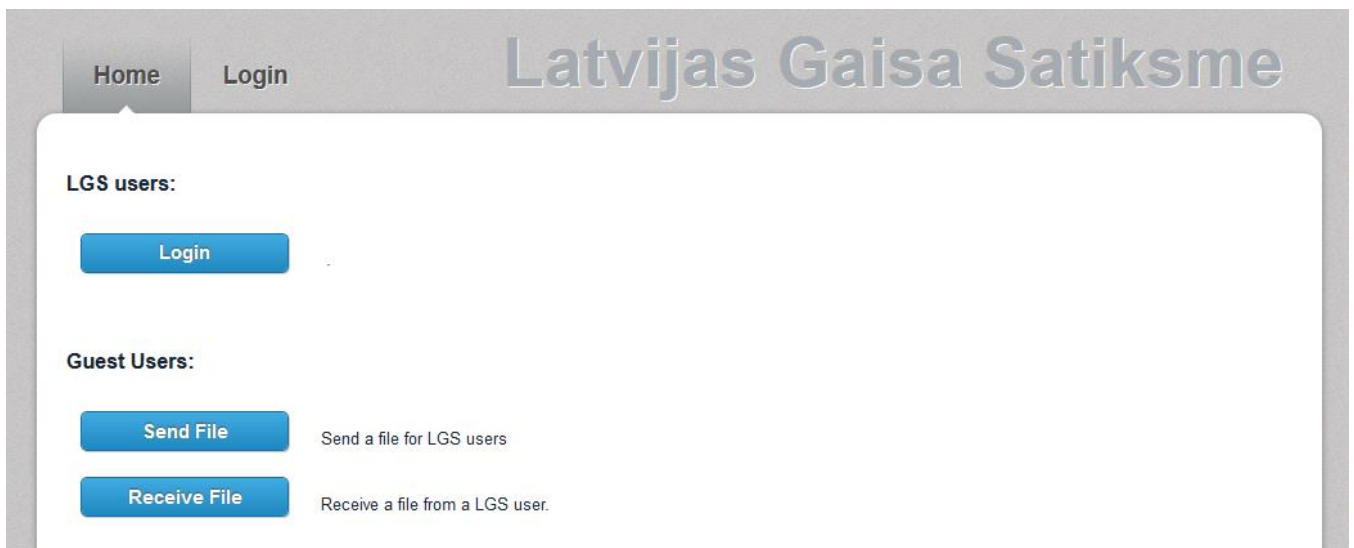 Home Login Latvijas Gaisa Satiksme
LGS users:
Login .
Guest Users:
Send File Send a file for LGS users
Receive File Receive a file from a LGS user.